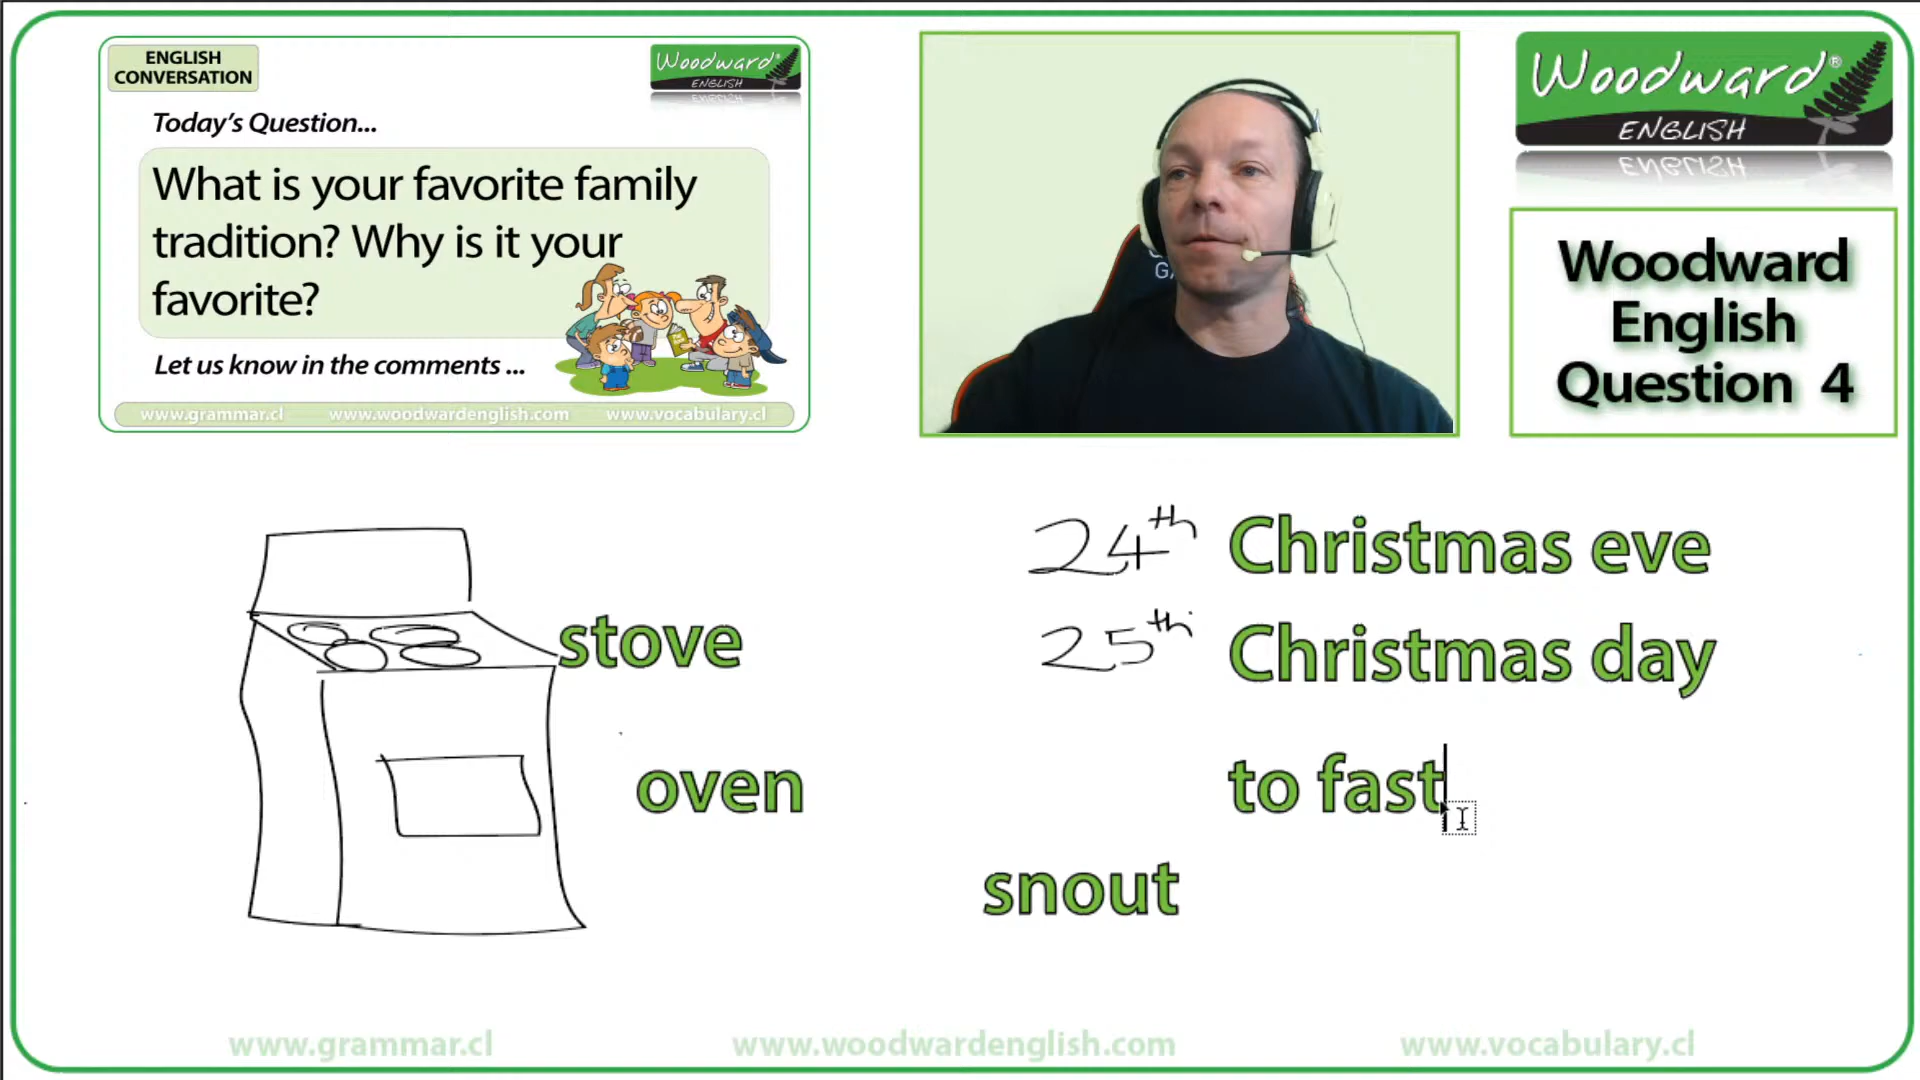 ENGLISH
CONVERSATION
Woodward®
ENGLISH
Today's Question...
What is your favorite family
tradition? Why is it your
favorite?
Let us know in the comments ...
www.grammar.cl www.woodwardenglish.com www.vocabulary.cl
Woodward®
ENGLISH
Woodward
English
Question 4
stove
oven
24th Christmas eve
25th Christmas day
to fast
snout
www.grammar.cl www.woodwardenglish.com www.vocabulary.cl